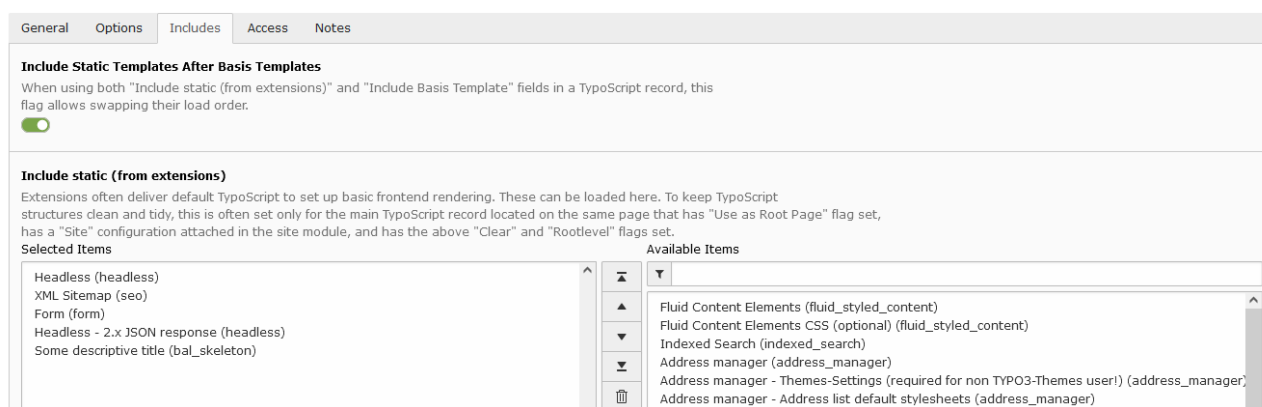 General Options Includes Access Notes
Include Static Templates After Basis Templates
When using both "Include static (from extensions)" and "Include Basis Template" fields in a TypoScript record, this
flag allows swapping their load order.
Include static (from extensions)
Extensions often deliver default TypoScript to set up basic frontend rendering. These can be loaded here. To keep TypoScript
structures clean and tidy, this is often set only for the main TypoScript record located on the same page that has "Use as Root Page" flag set,
has a "Site" configuration attached in the site module, and has the above "Clear" and "Rootlevel" flags set.
Selected Items
Headless (headless)
XML Sitemap (seo)
Form (form)
Headless - 2.x JSON response (headless)
Some descriptive title (bal_skeleton)
Available Items
Fluid Content Elements (fluid_styled_content)
Fluid Content Elements CSS (optional) (fluid_styled_content)
Indexed Search (indexed_search)
Address manager (address_manager)
Address manager - Themes-Settings (required for non TYPO3-Themes user!) (address_manager)
Address manager - Address list default stylesheets (address_manager)